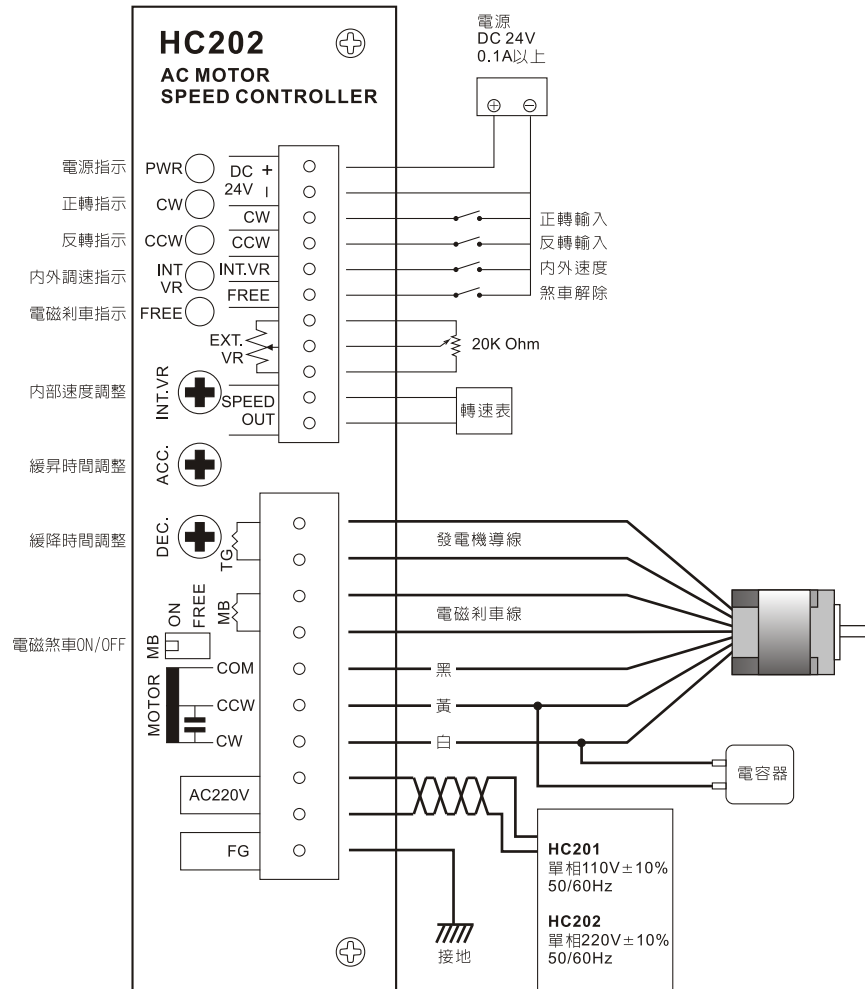 HC202
AC MOTOR
SPEED CONTROLLER
電源
DC 24V
0.1A以上
電源指示
PWR
DC +
24V −
正轉指示
CW
CW
正轉輸入
反轉指示
CCW
CCW
反轉輸入
内外調速指示
INT
VR
INT.VR
内外速度
電磁刹車指示
FREE
FREE
煞車解除
EXT.
VR
20K Ohm
内部速度調整
INT.VR
SPEED
OUT
轉速表
緩昇時間調整
ACC.
緩降時間調整
DEC.
TG
發電機導線
MB
電磁刹車線
電磁煞車ON/OFF
MB
ON
FREE
MOTOR
COM
黑
CCW
黃
CW
白
電容器
AC220V
FG
接地
HC201
單相110V±10%
50/60Hz
HC202
單相220V±10%
50/60Hz